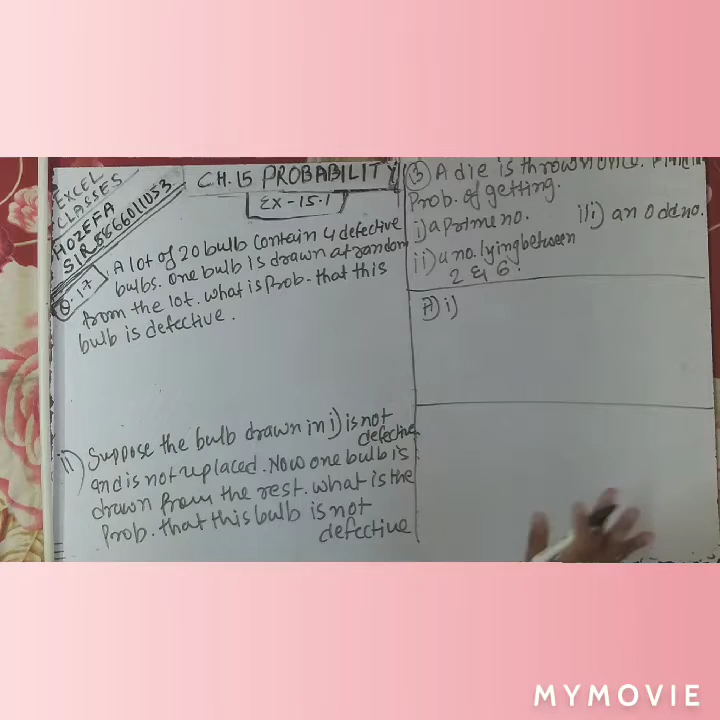 EXCEL
CLASSES
HOZEFA
SIR 8866011053
CH.15 PROBABILITY
EX-15.1
Q.17
i) A lot of 20 bulb contain 4 defective
bulbs. One bulb is drawn at random
from the lot. what is Prob. that this
bulb is defective.
ii) Suppose the bulb drawn in i) is not
defective
and is not replaced. Now one bulb is
drawn from the rest. what is the
Prob. that this bulb is not
defective
③ A die is thrown once.
Prob. of getting.
i) a Prime no.
iii) an Odd no.
ii) a no. lying between
2 & 6.
A) i)
MYMOVIE